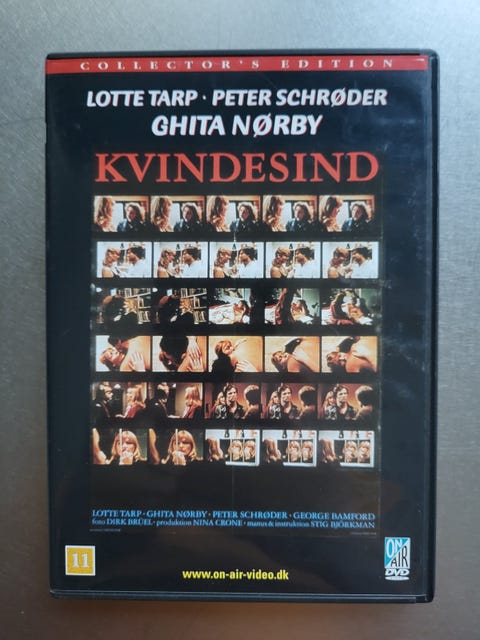 COLLECTOR'S EDITION
LOTTE TARP · PETER SCHRØDER
GHITA NØRBY
KVINDESIND
LOTTE TARP · GHITA NØRBY · PETER SCHRØDER · GEORGE BAMFORD
foto DIRK BRÜEL · produktion NINA CRONE · manus & instruktion STIG BJÖRKMAN
11
www.on-air-video.dk
ON
AIR
DVD